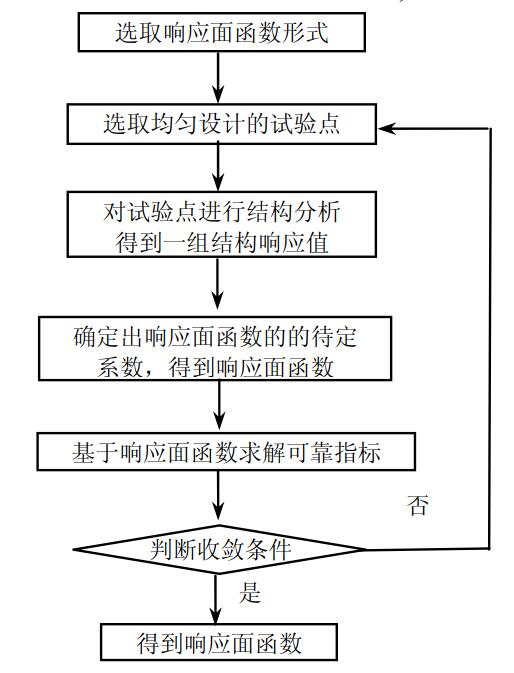 选取响应面函数形式
选取均匀设计的试验点
对试验点进行结构分析
得到一组结构响应值
确定出响应面函数的的待定
系数，得到响应面函数
基于响应面函数求解可靠指标
否
判断收敛条件
是
得到响应面函数